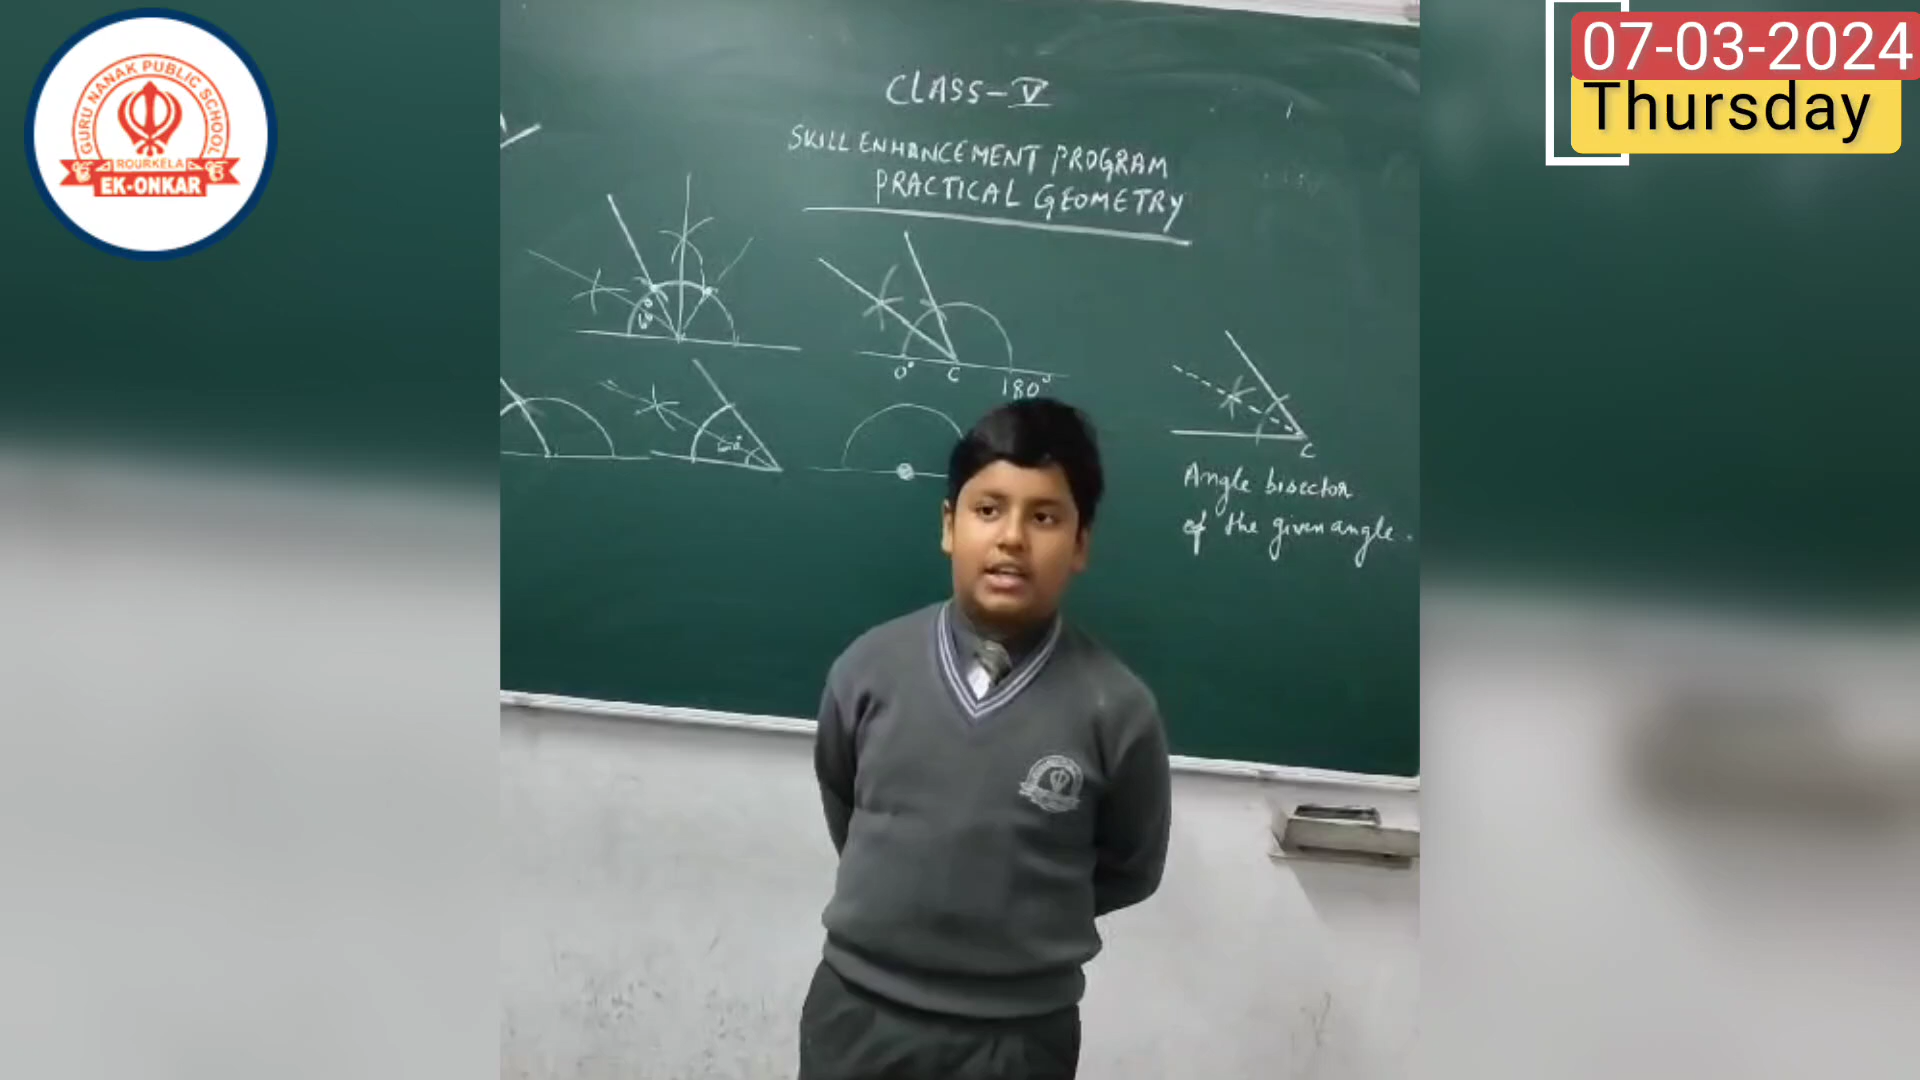 GURU NANAK PUBLIC SCHOOL
ROURKELA
EK-ONKAR
07-03-2024
Thursday
CLASS-V
SKILL ENHANCEMENT PROGRAM
PRACTICAL GEOMETRY
60°
0° C 180°
60°
C
Angle bisector
of the given angle.